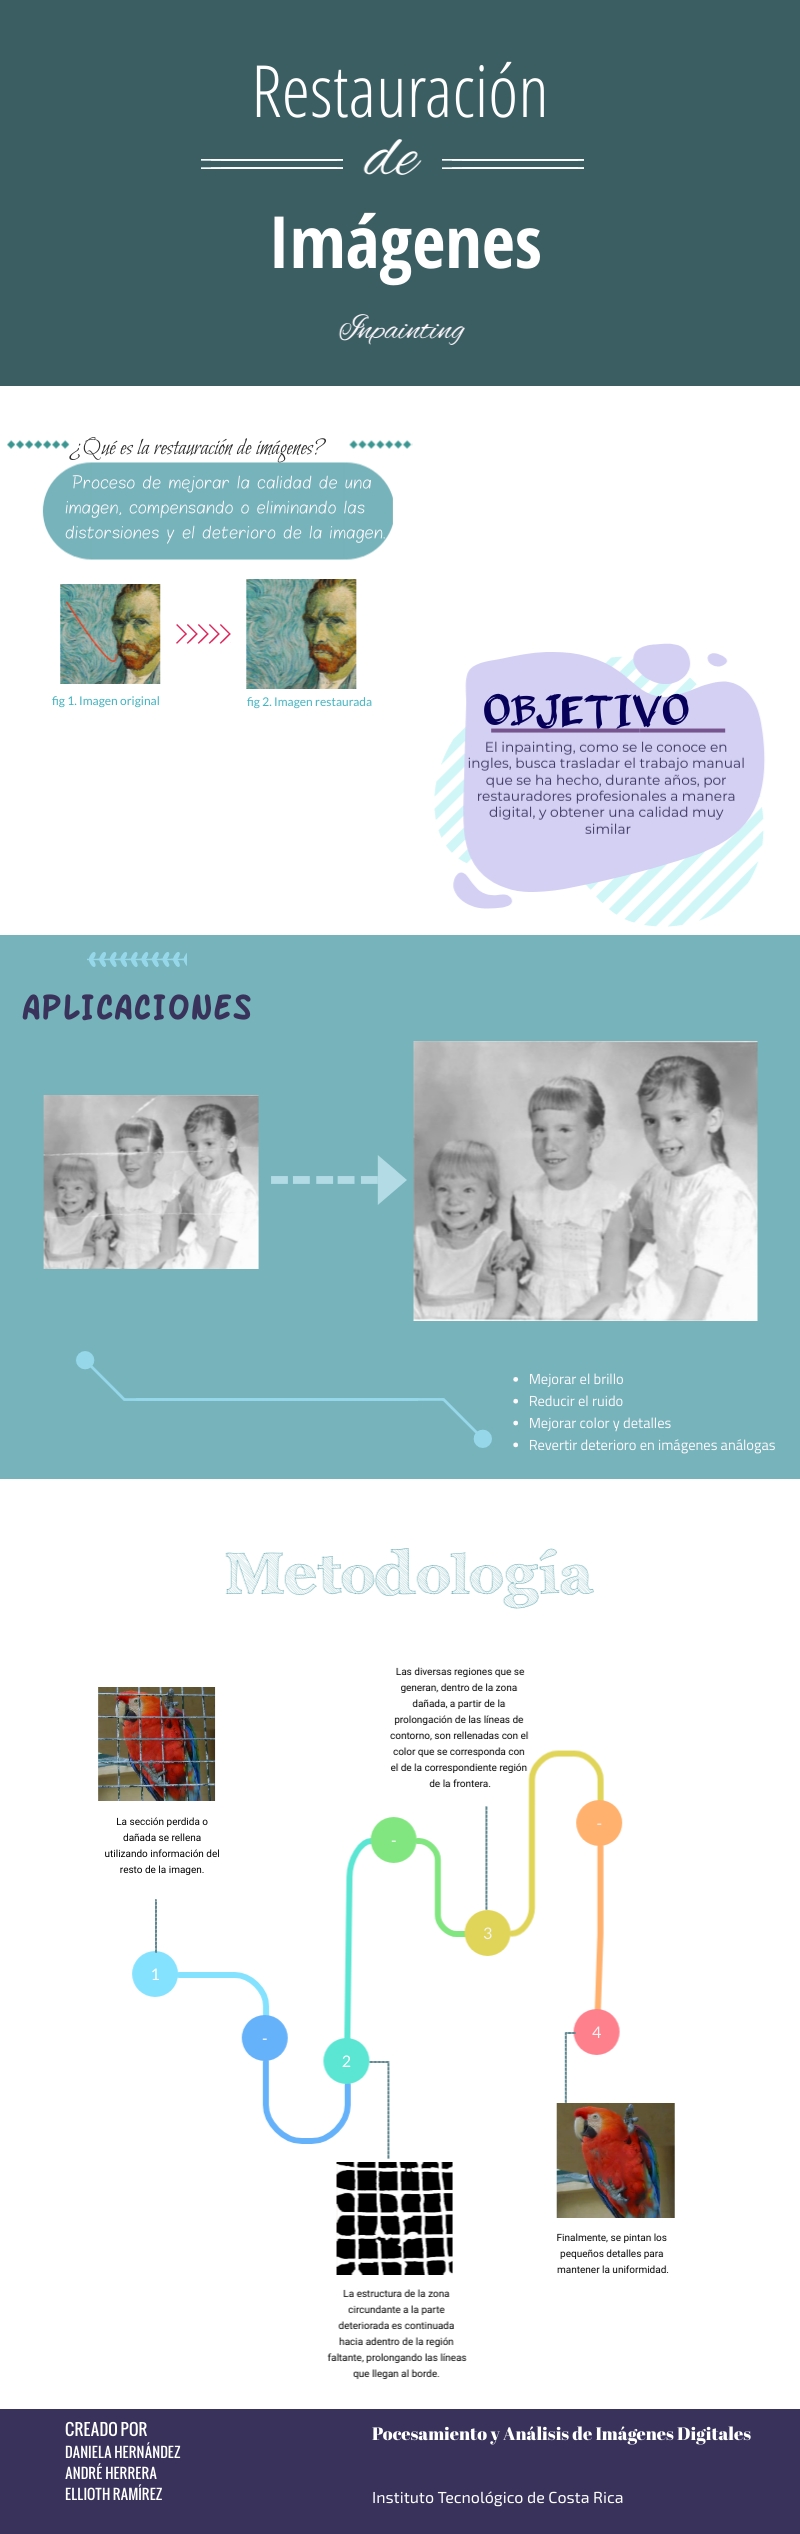 Restauración
de
Imágenes
Inpainting
¿Qué es la restauración de imágenes?
Proceso de mejorar la calidad de una
imagen, compensando o eliminando las
distorsiones y el deterioro de la imagen.
fig 1. Imagen original
fig 2. Imagen restaurada
OBJETIVO
El inpainting, como se le conoce en
ingles, busca trasladar el trabajo manual
que se ha hecho, durante años, por
restauradores profesionales a manera
digital, y obtener una calidad muy
similar
APLICACIONES
• Mejorar el brillo
• Reducir el ruido
• Mejorar color y detalles
• Revertir deterioro en imágenes análogas
Metodología
La sección perdida o
dañada se rellena
utilizando información del
resto de la imagen.
1
-
2
La estructura de la zona
circundante a la parte
deteriorada es continuada
hacia adentro de la región
faltante, prolongando las líneas
que llegan al borde.
-
Las diversas regiones que se
generan, dentro de la zona
dañada, a partir de la
prolongación de las líneas de
contorno, son rellenadas con el
color que se corresponda con
el de la correspondiente región
de la frontera.
3
-
4
Finalmente, se pintan los
pequeños detalles para
mantener la uniformidad.
CREADO POR
DANIELA HERNÁNDEZ
ANDRÉ HERRERA
ELLIOTH RAMÍREZ
Pocesamiento y Análisis de Imágenes Digitales
Instituto Tecnológico de Costa Rica